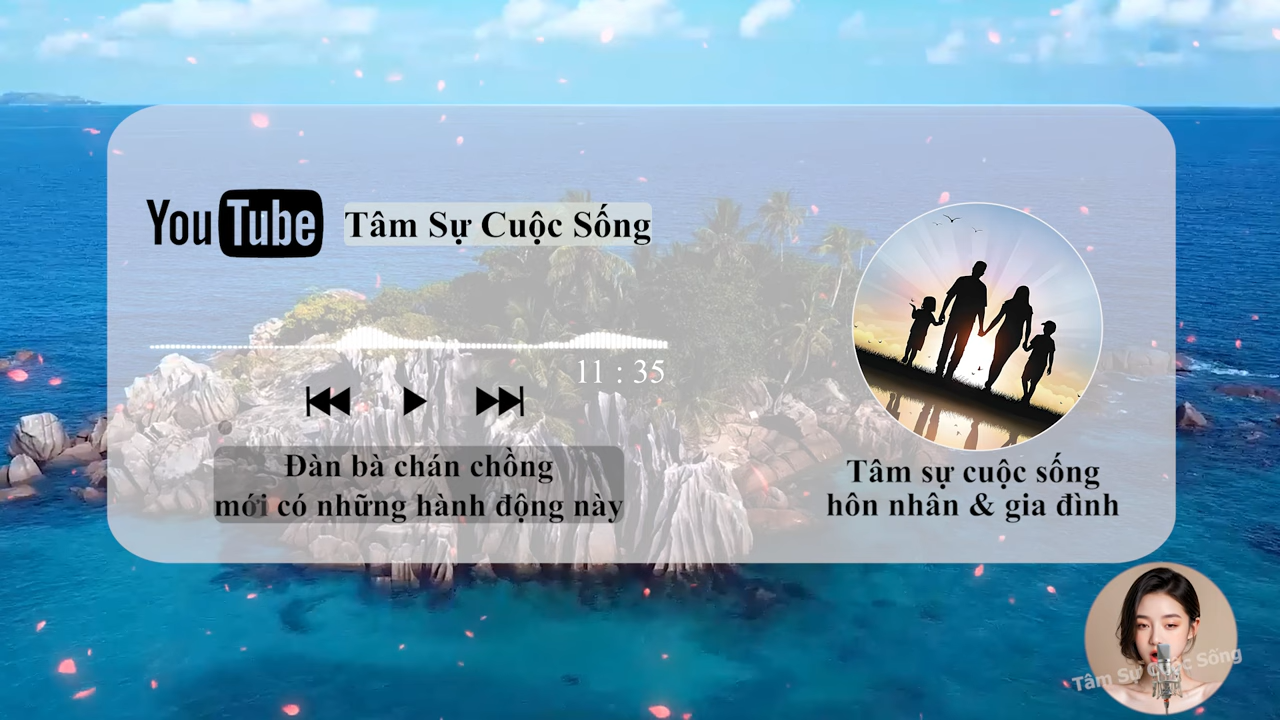 YouTube Tâm Sự Cuộc Sống
11 : 35
Đàn bà chán chồng
mới có những hành động này
Tâm sự cuộc sống
hôn nhân & gia đình
Tâm Sự Cuộc Sống